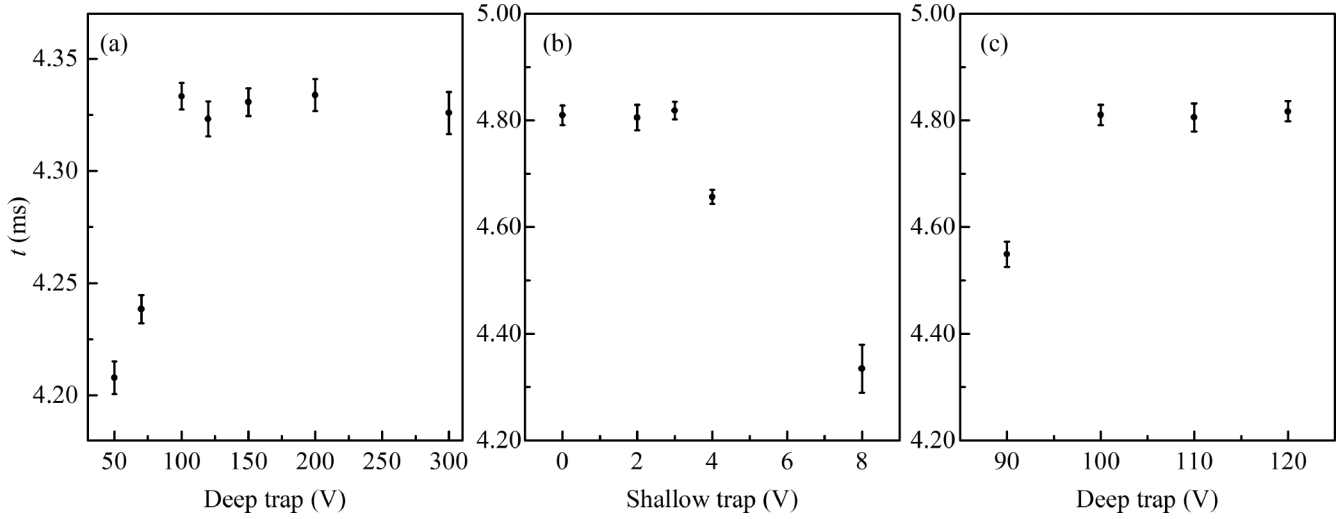 (a)
4.35
4.30
4.25
4.20
t (ms)
50 100 150 200 250 300
Deep trap (V)
(b)
5.00
4.80
4.60
4.40
4.20
0 2 4 6 8
Shallow trap (V)
(c)
5.00
4.80
4.60
4.40
4.20
90 100 110 120
Deep trap (V)